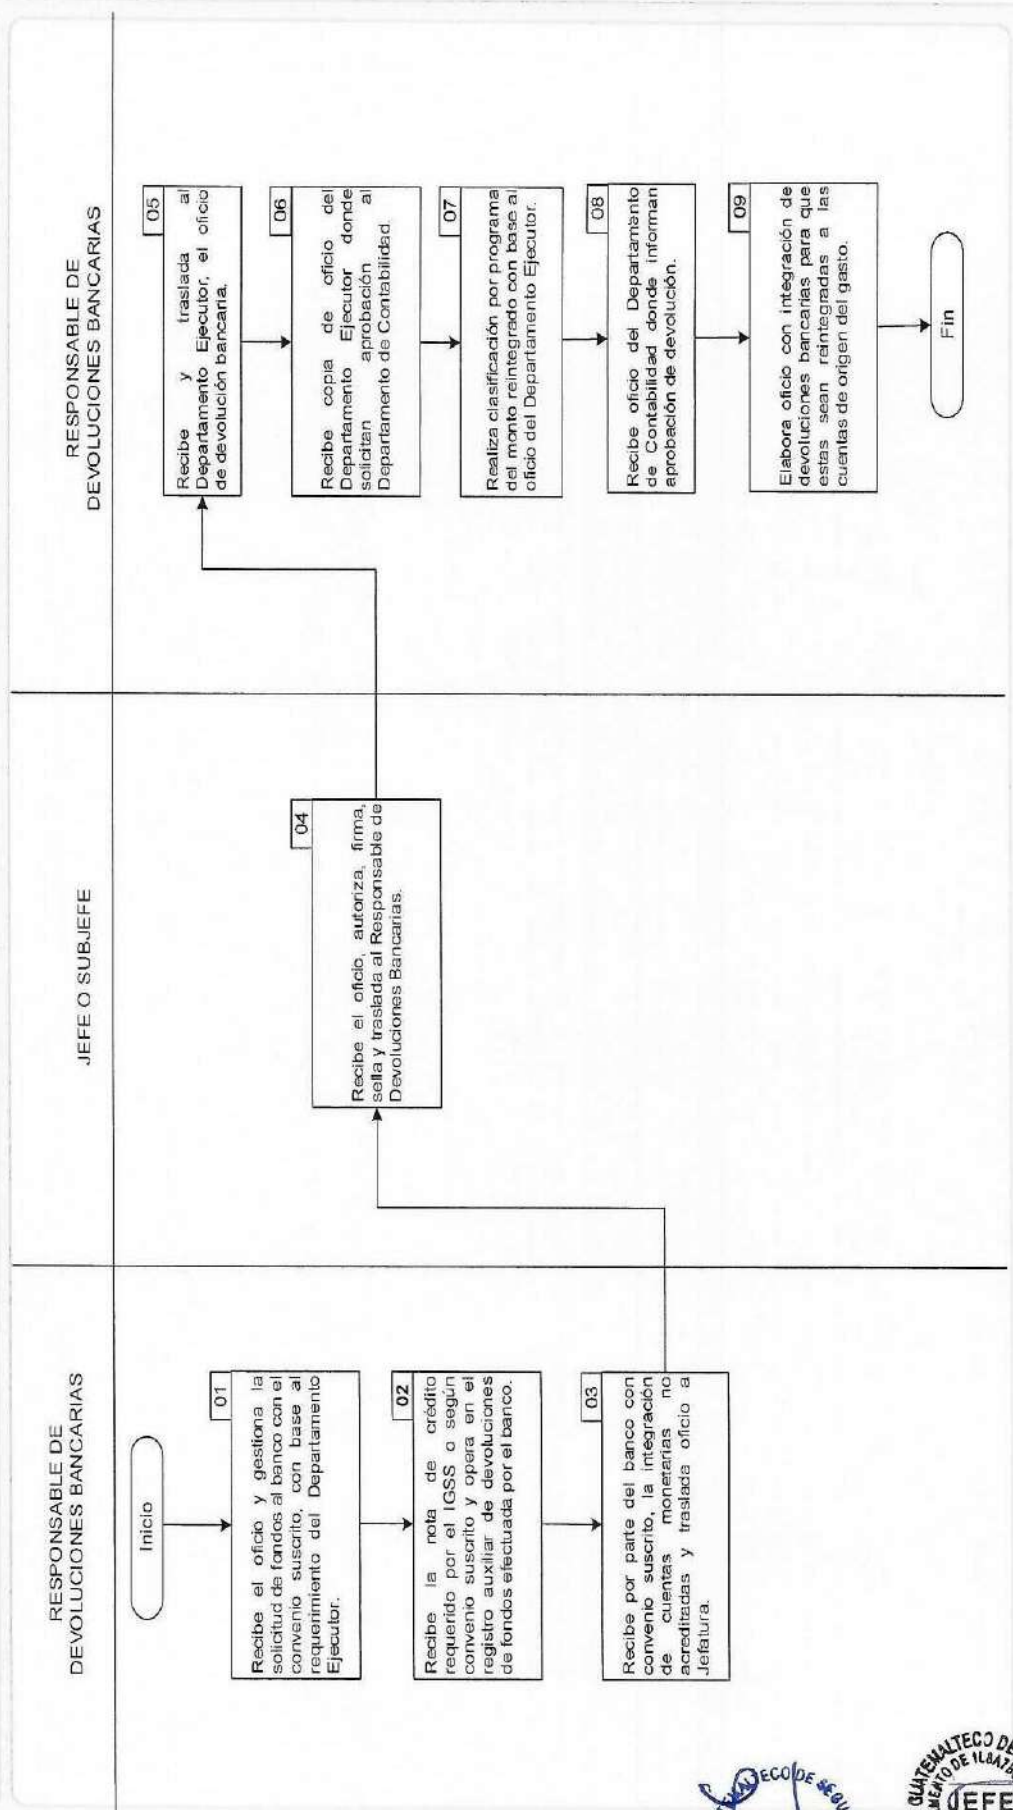 RESPONSABLE DE
DEVOLUCIONES BANCARIAS
JEFE O SUBJEFE
RESPONSABLE DE
DEVOLUCIONES BANCARIAS
Inicio
01
Recibe el oficio y gestiona la
solicitud de fondos al banco con el
convenio suscrito, con base al
requerimiento del Departamento
Ejecutor.
02
Recibe la nota de crédito
requerido por el IGSS o según
convenio suscrito y opera en el
registro auxiliar de devoluciones
de fondos efectuada por el banco.
03
Recibe por parte del banco con
convenio suscrito, la integración
de cuentas monetarias no
acreditadas y traslada oficio a
Jefatura.
04
Recibe el oficio, autoriza, firma,
sella y traslada al Responsable de
Devoluciones Bancarias.
05
Recibe y traslada al
Departamento Ejecutor, el oficio
de devolución bancaria.
06
Recibe copia de oficio del
Departamento Ejecutor donde
solicitan aprobación al
Departamento de Contabilidad.
07
Realiza clasificación por programa
del monto reintegrado con base al
oficio del Departamento Ejecutor.
08
Recibe oficio del Departamento
de Contabilidad donde informan
aprobación de devolución.
09
Elabora oficio con integración de
devoluciones bancarias para que
estas sean reintegradas a las
cuentas de origen del gasto.
Fin
GUATEMALTECO DE
JEFE